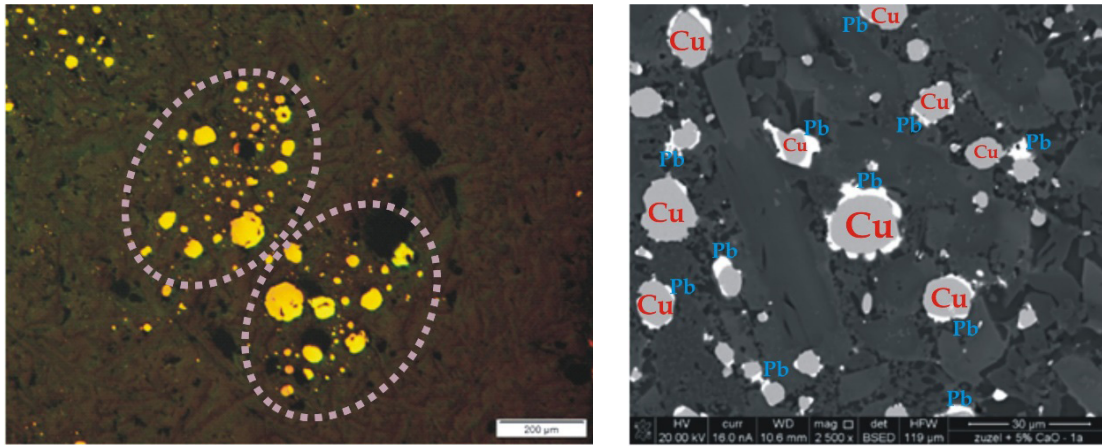 200 µm
Cu
Pb
Cu
Cu
Pb
Pb
Cu
Pb
Cu
Pb
Pb
Cu
Cu
Pb
Pb
Cu
Cu
Pb
Pb
Pb
HV curr WD mag □ det HFW 30 µm
20.00 kV 16.0 nA 10.6 mm 2 500 x BSED 119 µm zuzel + 5% CaO - 1a